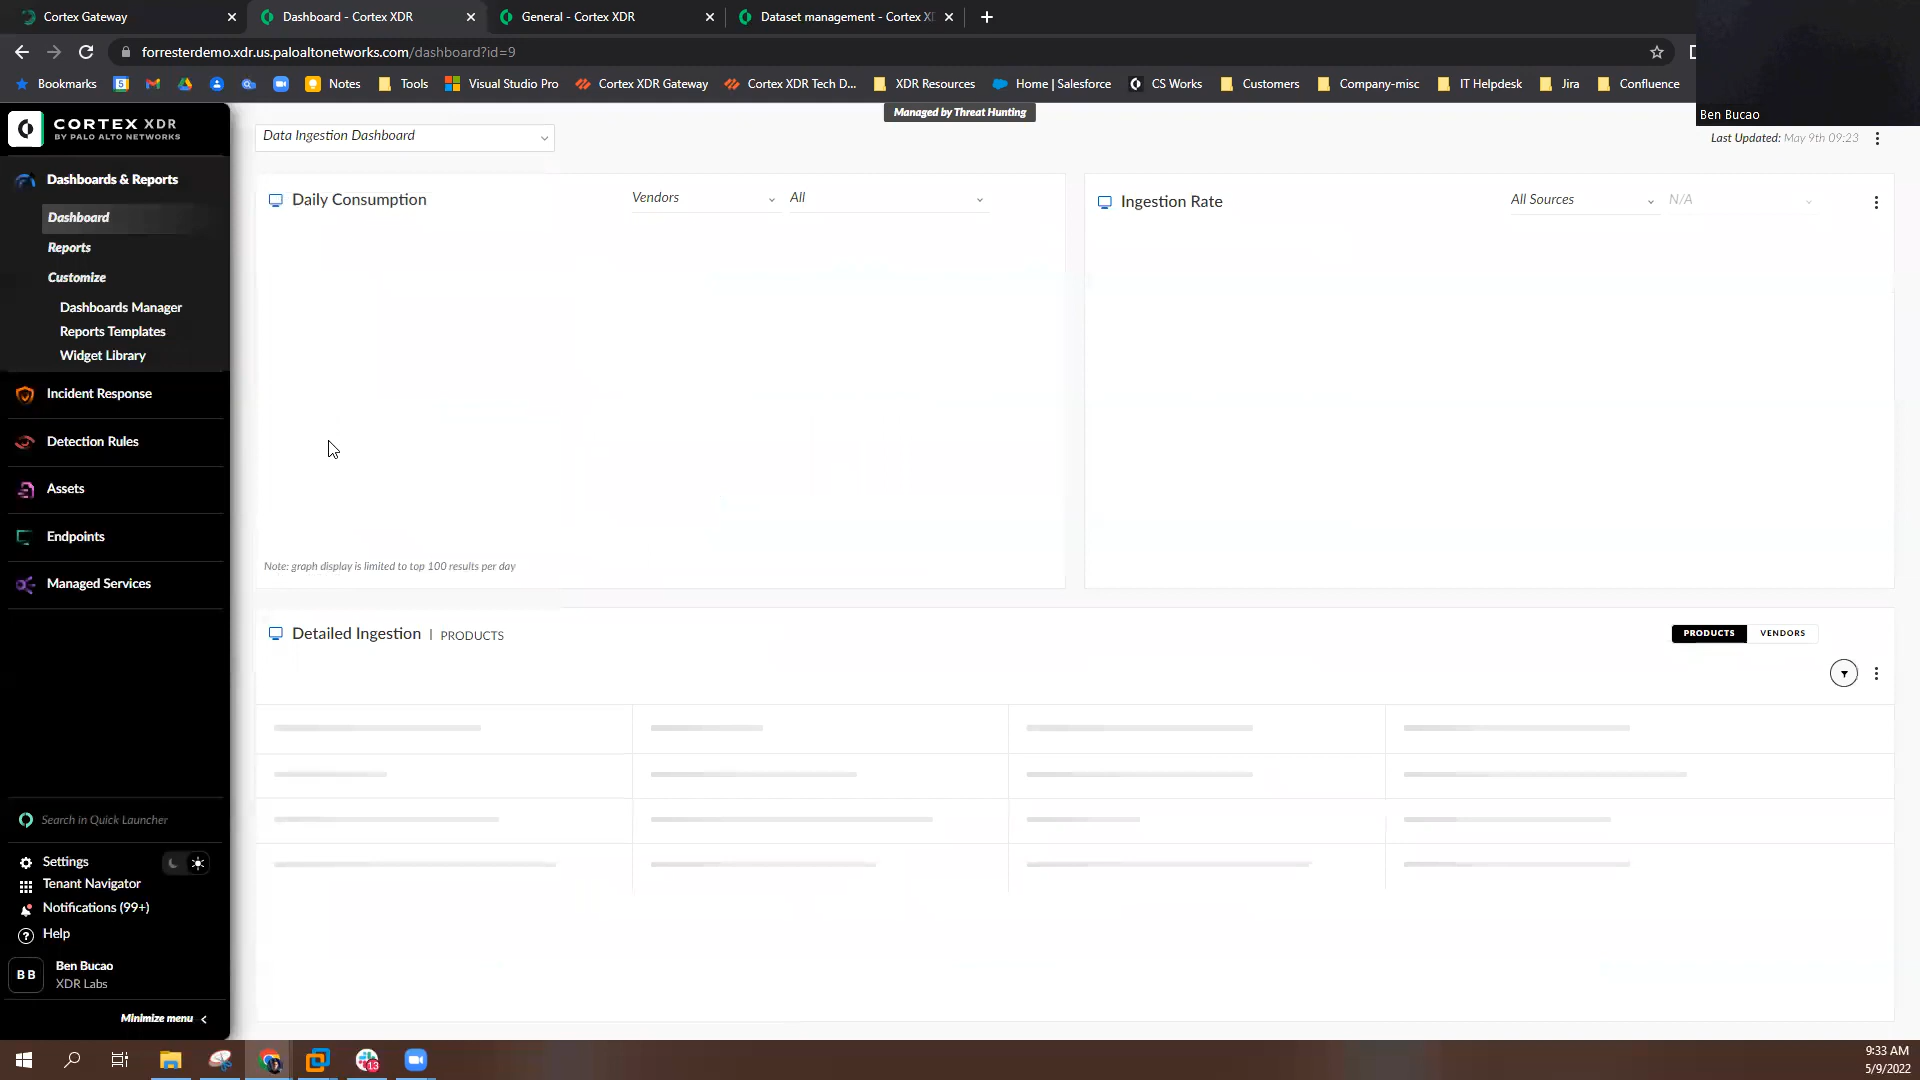 Cortex Gateway
Dashboard - Cortex XDR
General - Cortex XDR
Dataset management - Cortex X
forresterdemo.xdr.us.paloaltonetworks.com/dashboard?id=9
Bookmarks
5
Notes
Tools
Visual Studio Pro
Cortex XDR Gateway
Cortex XDR Tech D...
XDR Resources
Home | Salesforce
CS Works
Customers
Company-misc
IT Helpdesk
Jira
Confluence
Ben Bucao
Managed by Threat Hunting
CORTEX XDR
BY PALO ALTO NETWORKS
Data Ingestion Dashboard
Last Updated: May 9th 09:23
Dashboards & Reports
Dashboard
Reports
Customize
Dashboards Manager
Reports Templates
Widget Library
Incident Response
Detection Rules
Assets
Endpoints
Managed Services
Daily Consumption
Vendors
All
Ingestion Rate
All Sources
N/A
Note: graph display is limited to top 100 results per day
Detailed Ingestion | PRODUCTS
PRODUCTS
VENDORS
Search in Quick Launcher
Settings
Tenant Navigator
Notifications (99+)
Help
BB
Ben Bucao
XDR Labs
Minimize menu
13
9:33 AM
5/9/2022